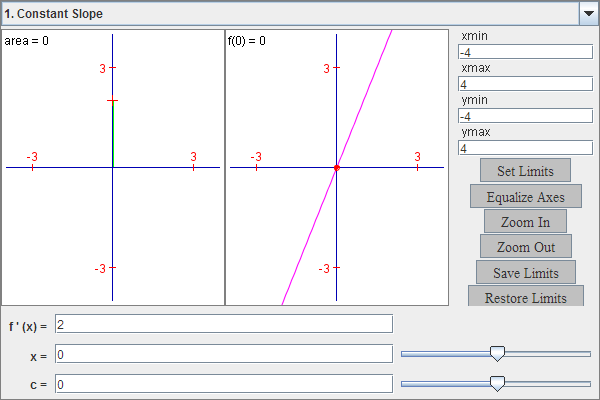 1. Constant Slope
area = 0
3
-3
3
-3
f(0) = 0
3
-3
3
-3
xmin
-4
xmax
4
ymin
-4
ymax
4
Set Limits
Equalize Axes
Zoom In
Zoom Out
Save Limits
Restore Limits
f ' (x) = 2
x = 0
c = 0